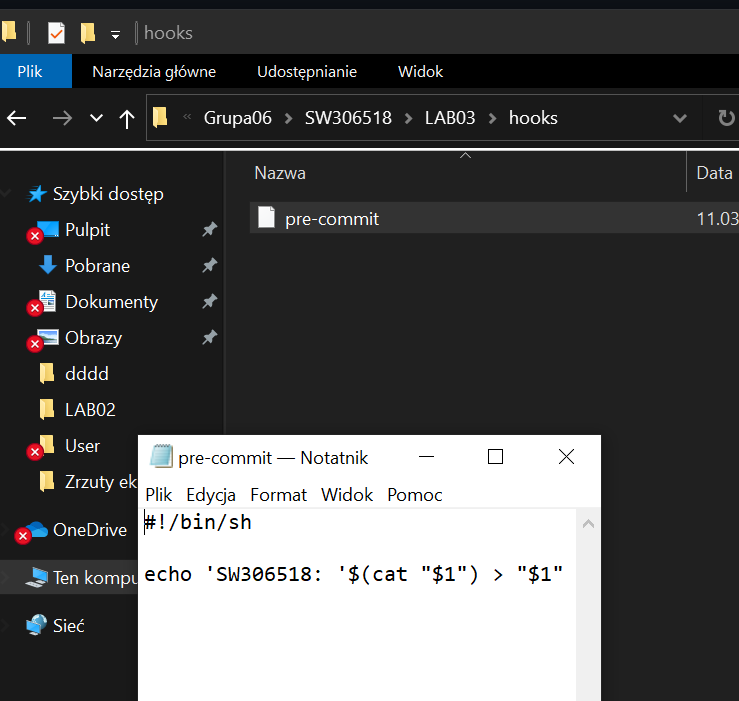 hooks
Plik Narzędzia główne Udostępnianie Widok
« Grupa06 > SW306518 > LAB03 > hooks
Nazwa Data
Szybki dostęp
pre-commit 11.03
Pulpit
Pobrane
Dokumenty
Obrazy
dddd
LAB02
User
Zrzuty ek
OneDrive
Ten kompu
Sieć
pre-commit — Notatnik
Plik Edycja Format Widok Pomoc
#!/bin/sh
echo 'SW306518: '$(cat "$1") > "$1"